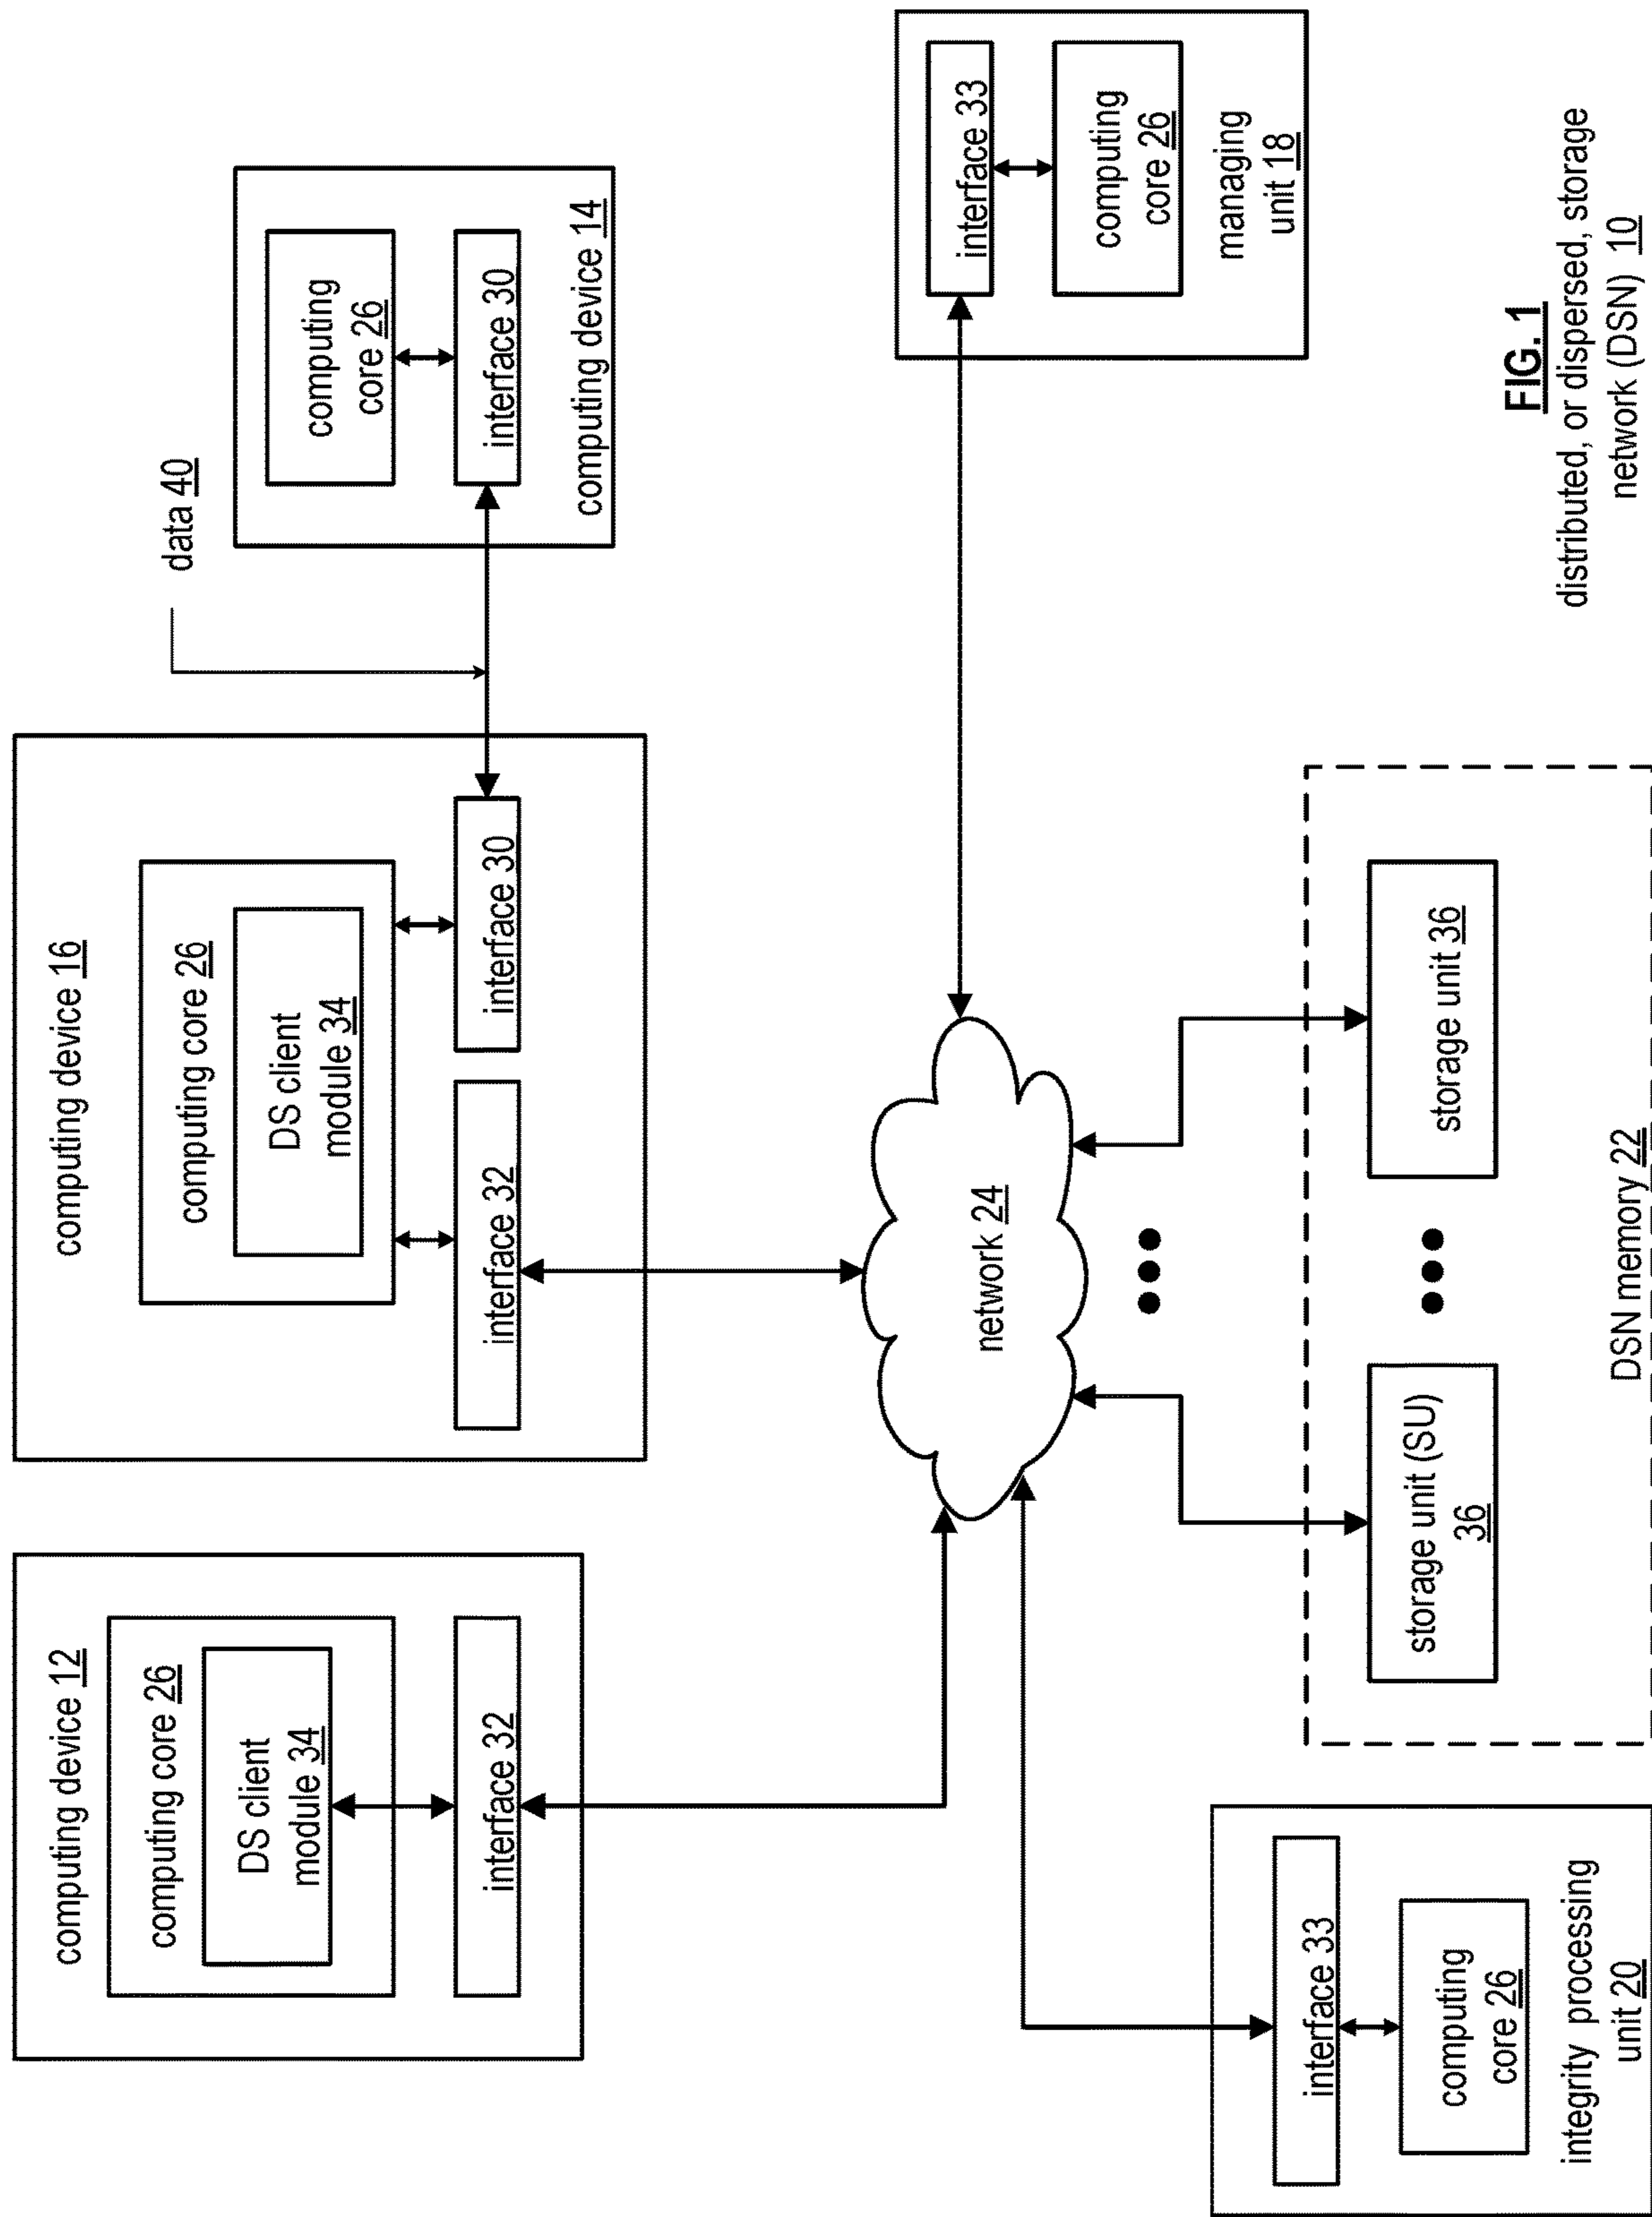 computing device 12
computing core 26
DS client
module 34
interface 32
computing device 16
computing core 26
DS client
module 34
interface 32
interface 30
data 40
computing
core 26
interface 30
computing device 14
network 24
interface 33
computing
core 26
managing
unit 18
interface 33
computing
core 26
integrity processing
unit 20
storage unit (SU)
36
storage unit 36
DSN memory 22
FIG. 1
distributed, or dispersed, storage
network (DSN) 10